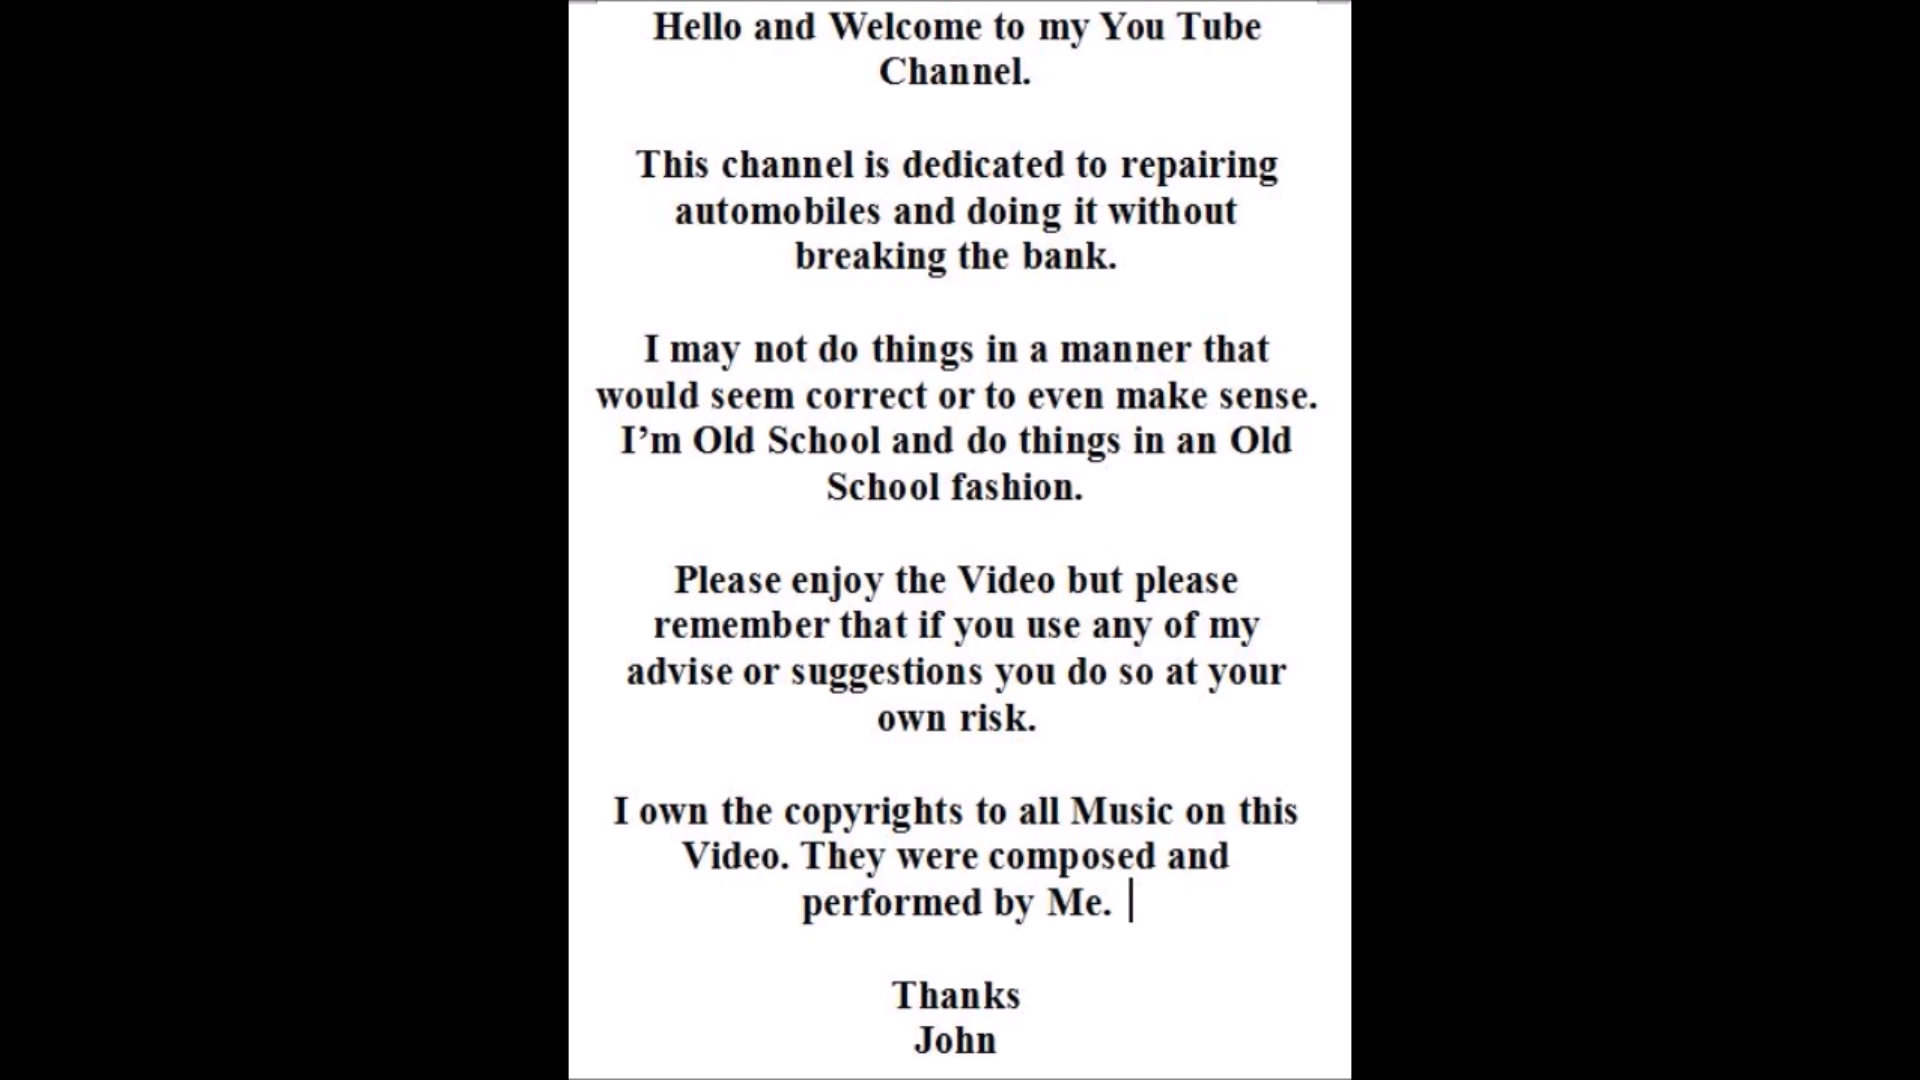 Hello and Welcome to my You Tube
Channel.
This channel is dedicated to repairing
automobiles and doing it without
breaking the bank.
I may not do things in a manner that
would seem correct or to even make sense.
I’m Old School and do things in an Old
School fashion.
Please enjoy the Video but please
remember that if you use any of my
advise or suggestions you do so at your
own risk.
I own the copyrights to all Music on this
Video. They were composed and
performed by Me.
Thanks
John